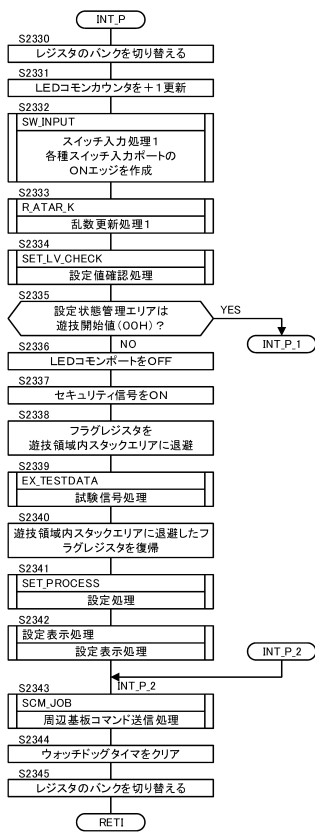 INT_P
S2330
レジスタのバンクを切り替える
S2331
LEDコモンカウンタを＋1更新
S2332
SW_INPUT
スイッチ入力処理1
各種スイッチ入力ポートの
ONエッジを作成
S2333
R_ATAR_K
乱数更新処理1
S2334
SET_LV_CHECK
設定値確認処理
S2335
設定状態管理エリアは
遊技開始値(00H)？
YES
INT_P_1
NO
S2336
LEDコモンポートをOFF
S2337
セキュリティ信号をON
S2338
フラグレジスタを
遊技領域内スタックエリアに退避
S2339
EX_TESTDATA
試験信号処理
S2340
遊技領域内スタックエリアに退避したフ
ラグレジスタを復帰
S2341
SET_PROCESS
設定処理
S2342
設定表示処理
設定表示処理
INT_P_2
INT_P_2
S2343
SCM_JOB
周辺基板コマンド送信処理
S2344
ウォッチドッグタイマをクリア
S2345
レジスタのバンクを切り替える
RETI